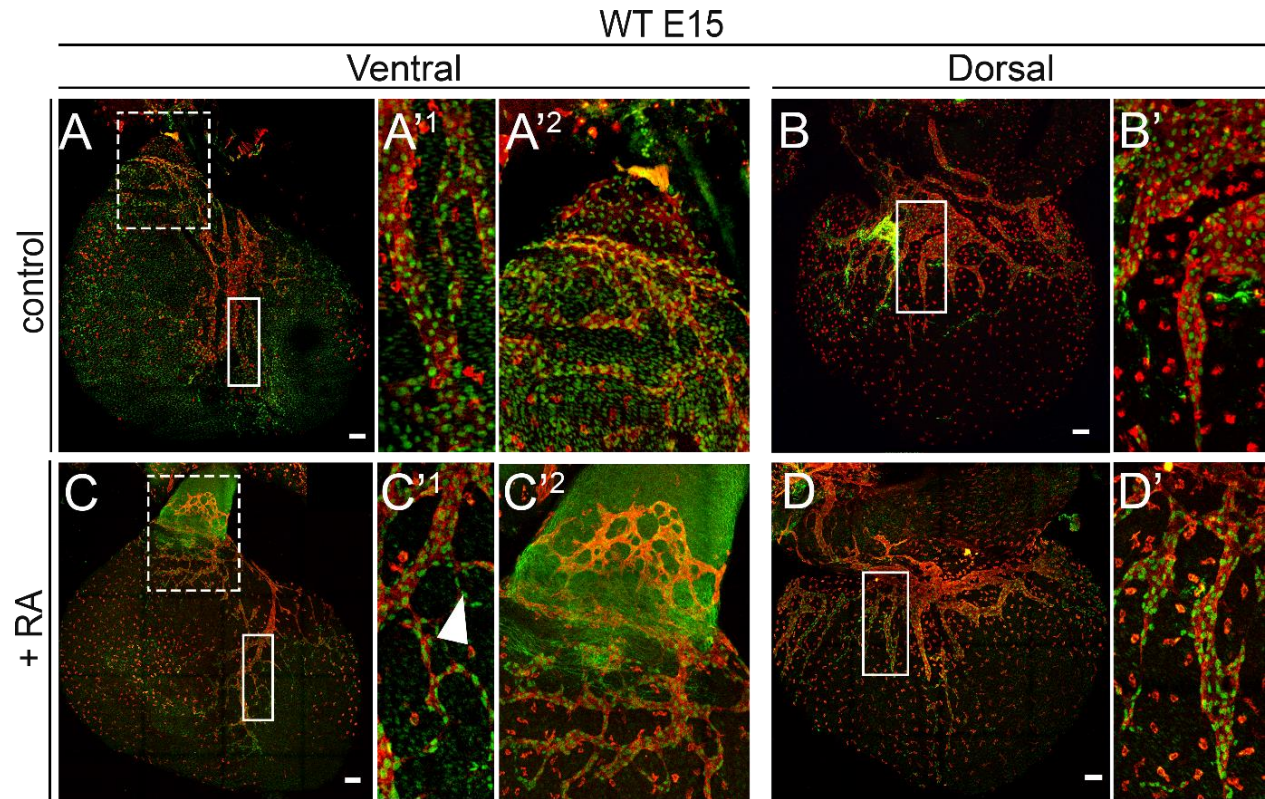 WT E15
Ventral
Dorsal
control
A
A'1
A'2
B
B'
+ RA
C
C'1
C'2
D
D'